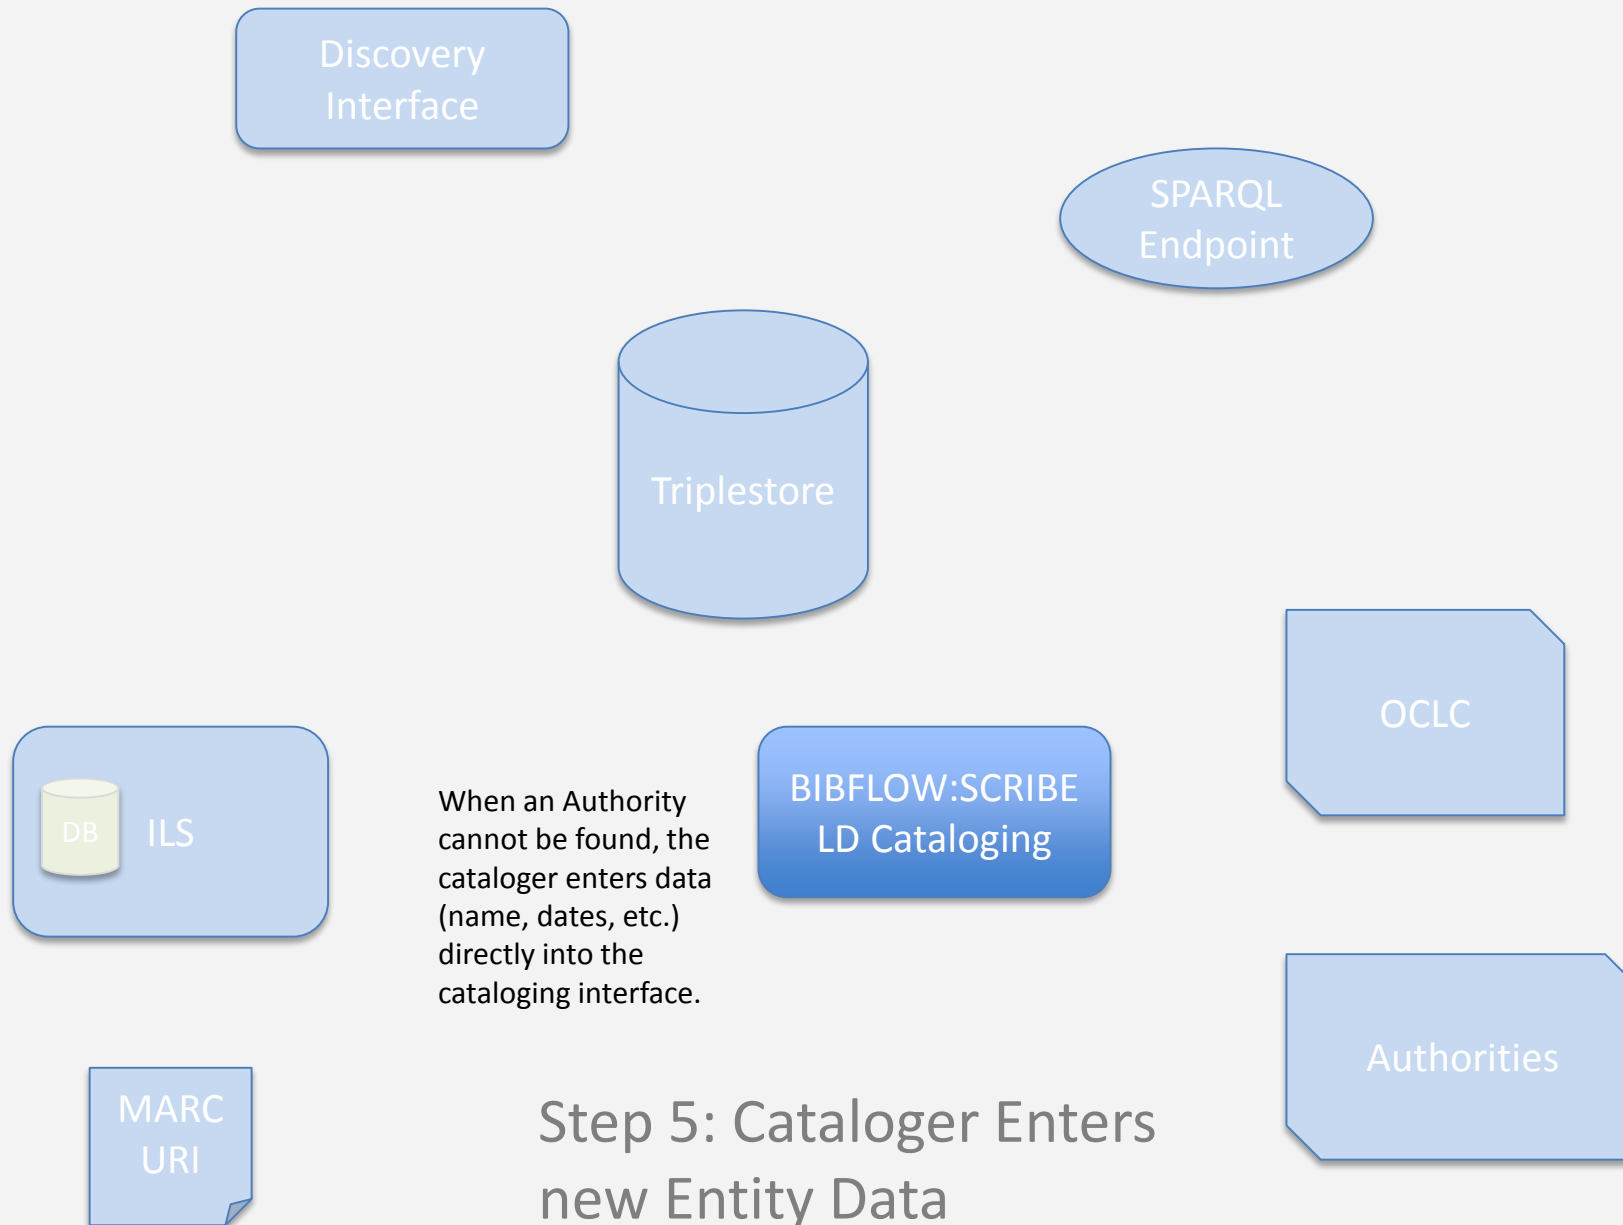 Discovery
Interface
SPARQL
Endpoint
Triplestore
OCLC
DB
ILS
When an Authority
cannot be found, the
cataloger enters data
(name, dates, etc.)
directly into the
cataloging interface.
BIBFLOW:SCRIBE
LD Cataloging
Authorities
MARC
URI
Step 5: Cataloger Enters
new Entity Data